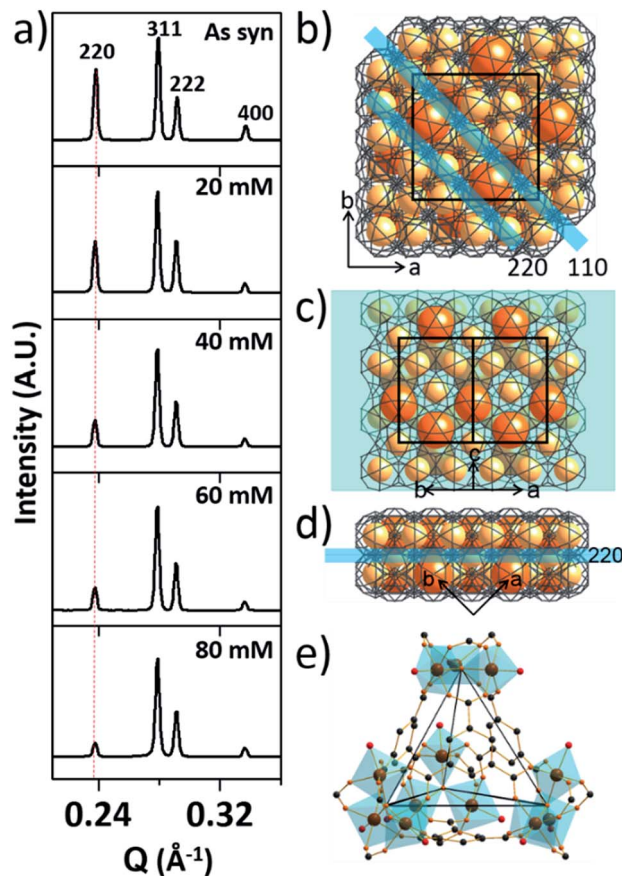 a)
As syn
220
311
222
400
20 mM
40 mM
60 mM
80 mM
Intensity (A.U.)
0.24
0.32
Q (Å⁻¹)
b)
b
a
220
110
c)
c
b
a
d)
220
b
a
e)